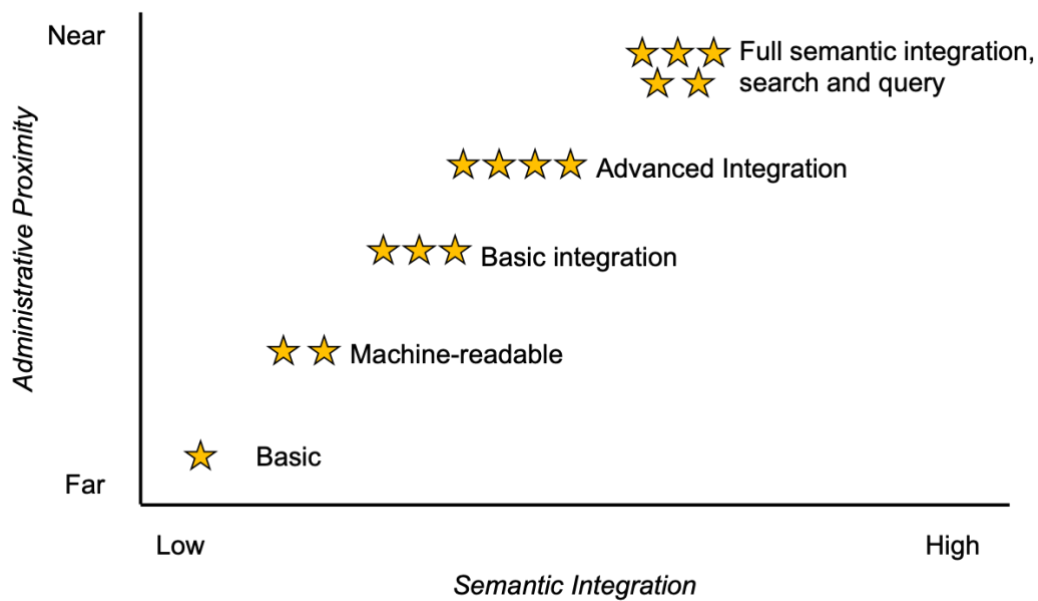 Near
Full semantic integration,
search and query
Administrative Proximity
Advanced Integration
Basic integration
Machine-readable
Basic
Far
Low
High
Semantic Integration